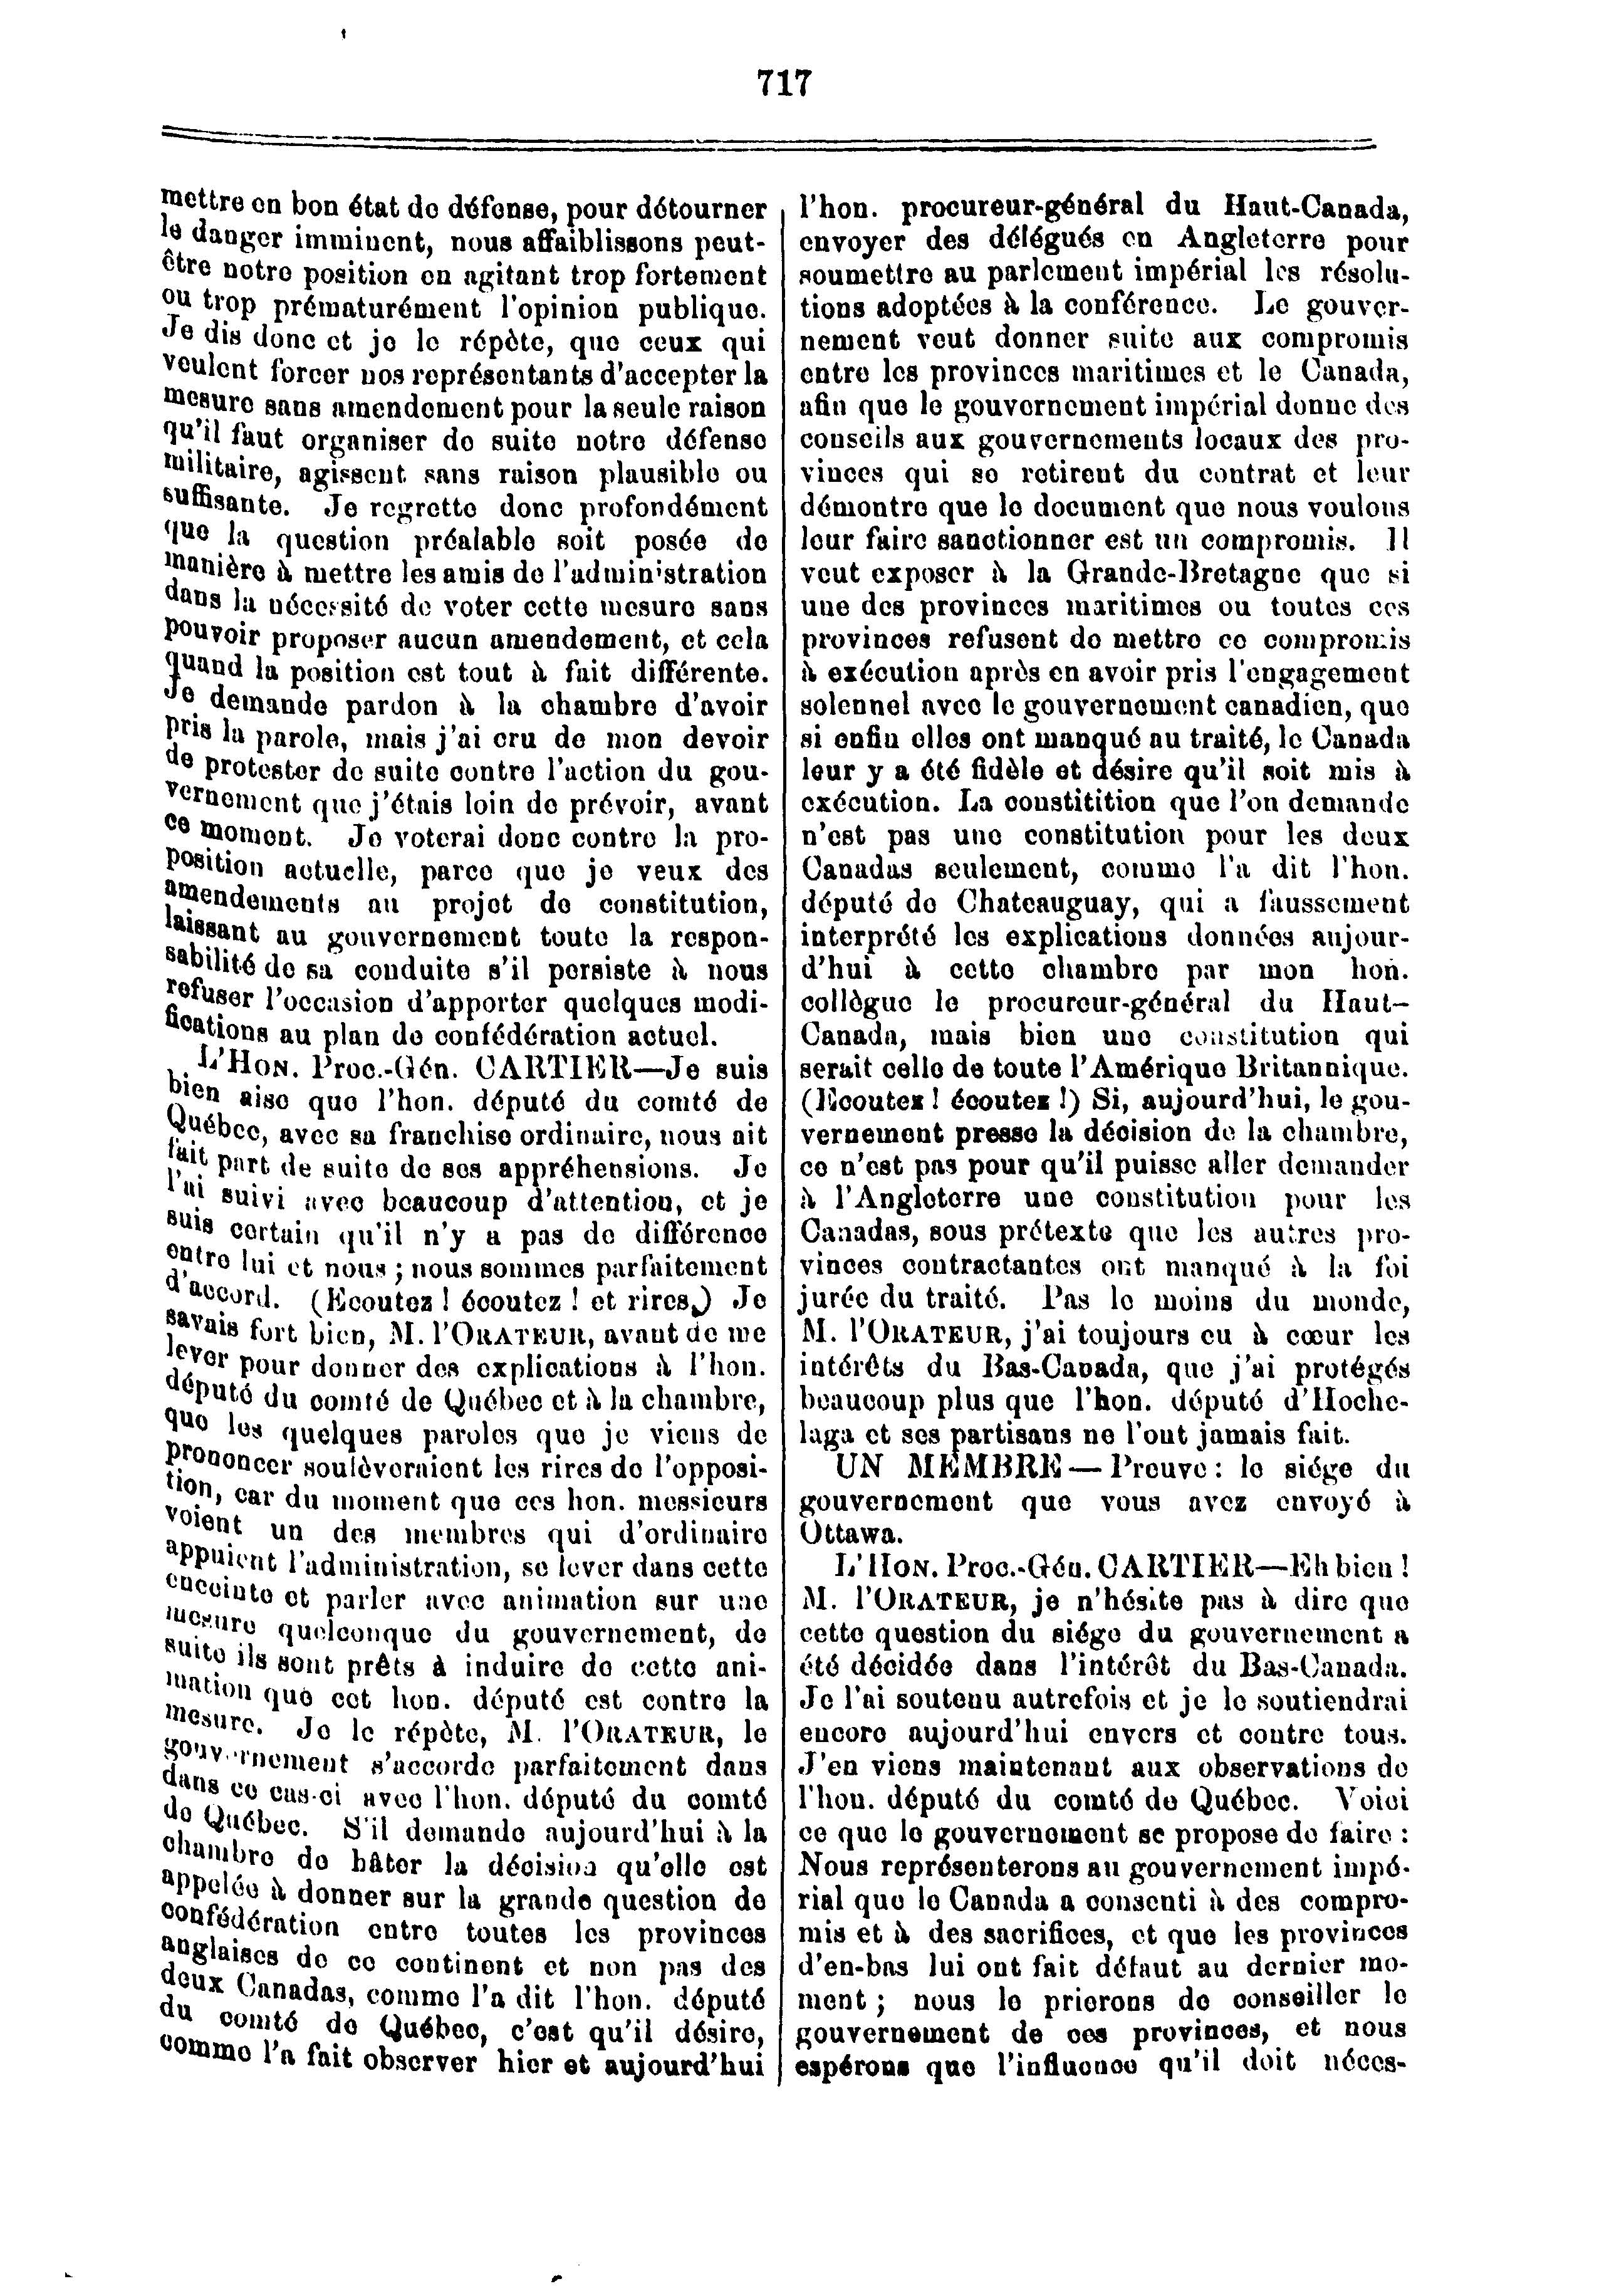 717
mettre en bon état de défense, pour détourner
le danger imminent, nous affaiblissons peut-
être notre position en agitant trop fortement
ou trop prématurément l'opinion publique.
Je dis donc et je le répète, que ceux qui
veulent forcer nos représentants d'accepter la
mesure sans amendement pour la seule raison
qu'il faut organiser de suite notre défense
militaire, agissent sans raison plausible ou
suffisante. Je regrette donc profondément
que la question préalable soit posée de
manière à mettre les amis de l'administration
dans la nécessité de voter cette mesure sans
pouvoir proposer aucun amendement, et cela
quand la position est tout à fait différente.
Je demande pardon à la chambre d'avoir
pris la parole, mais j'ai cru de mon devoir
de protester de suite contre l'action du gou-
vernement que j'étais loin de prévoir, avant
ce moment. Je voterai donc contre la pro-
position actuelle, parce que je veux des
amendements au projet de constitution,
laissant au gouvernement toute la respon-
sabilité de sa conduite s'il persiste à nous
refuser l'occasion d'apporter quelques modi-
fications au plan de confédération actuel.
L'HON. Proc.-Gén. CARTIER—Je suis
bien aise que l'hon. député du comté de
Québec, avec sa franchise ordinaire, nous ait
fait part de suite de ses appréhensions. Je
l'ai suivi avec beaucoup d'attention, et je
suis certain qu'il n'y a pas de différence
entre lui et nous ; nous sommes parfaitement
d'accord. (Ecoutez ! écoutez ! et rires.) Je
savais fort bien, M. l'ORATEUR, avant de me
lever pour donner des explications à l'hon.
député du comté de Québec et à la chambre,
que les quelques paroles que je viens de
prononcer soulèveraient les rires de l'opposi-
tion, car du moment que ces hon. messieurs
voient un des membres qui d'ordinaire
appuient l'administration, se lever dans cette
enceinte et parler avec animation sur une
mesure quelconque du gouvernement, de
suite ils sont prêts à induire de cette ani-
mation que cet hon. député est contre la
mesure. Je le répète, M. l'ORATEUR, le
gouvernement s'accorde parfaitement dans
dans ce cas-ci avec l'hon. député du comté
de Québec. S'il demande aujourd'hui à la
chambre de hâter la décision qu'elle est
appelée à donner sur la grande question de
confédération entre toutes les provinces
anglaises de ce continent et non pas des
deux Canadas, comme l'a dit l'hon. député
du comté de Québec, c'est qu'il désire,
comme l'a fait observer hier et aujourd'hui
l'hon. procureur-général du Haut-Canada,
envoyer des délégués en Angleterre pour
soumettre au parlement impérial les résolu-
tions adoptées à la conférence. Le gouver-
nement veut donner suite aux compromis
entre les provinces maritimes et le Canada,
afin que le gouvernement impérial donne des
conseils aux gouvernements locaux des pro-
vinces qui se retirent du contrat et leur
démontre que le document que nous voulons
leur faire sanctionner est un compromis. Il
veut exposer à la Grande-Bretagne que si
une des provinces maritimes ou toutes ces
provinces refusent de mettre ce compromis
à exécution après en avoir pris l'engagement
solennel avec le gouvernement canadien, que
si enfin elles ont manqué au traité, le Canada
leur y a été fidèle et désire qu'il soit mis à
exécution. La constitition que l'on demande
n'est pas une constitution pour les deux
Canadas seulement, comme l'a dit l'hon.
député de Chateauguay, qui a faussement
interprété les explications données aujour-
d'hui à cette chambre par mon hon.
collègue le procureur-général du Haut-
Canada, mais bien une constitution qui
serait celle de toute l'Amérique Britannique.
(Ecoutez ! écoutez !) Si, aujourd'hui, le gou-
vernement presse la décision de la chambre,
ce n'est pas pour qu'il puisse aller demander
à l'Angleterre une constitution pour les
Canadas, sous prétexte que les autres pro-
vinces contractantes ont manqué à la foi
jurée du traité. Pas le moins du monde,
M. l'ORATEUR, j'ai toujours eu à cœur les
intérêts du Bas-Canada, que j'ai protégés
beaucoup plus que l'hon. député d'Hoche-
laga et ses partisans ne l'ont jamais fait.
UN MEMBRE — Preuve : le siége du
gouvernement que vous avez envoyé à
Ottawa.
L'HON. Proc.-Gén. CARTIER—Eh bien !
M. l'ORATEUR, je n'hésite pas à dire que
cette question du siége du gouvernement a
été décidée dans l'intérêt du Bas-Canada.
Je l'ai soutenu autrefois et je le soutiendrai
encore aujourd'hui envers et contre tous.
J'en viens maintenant aux observations de
l'hon. député du comté de Québec. Voici
ce que le gouvernement se propose de faire :
Nous représenterons au gouvernement impé-
rial que le Canada a consenti à des compro-
mis et à des sacrifices, et que les provinces
d'en-bas lui ont fait défaut au dernier mo-
ment ; nous le prierons de conseiller le
gouvernement de ces provinces, et nous
espérons que l'influence qu'il doit néces-